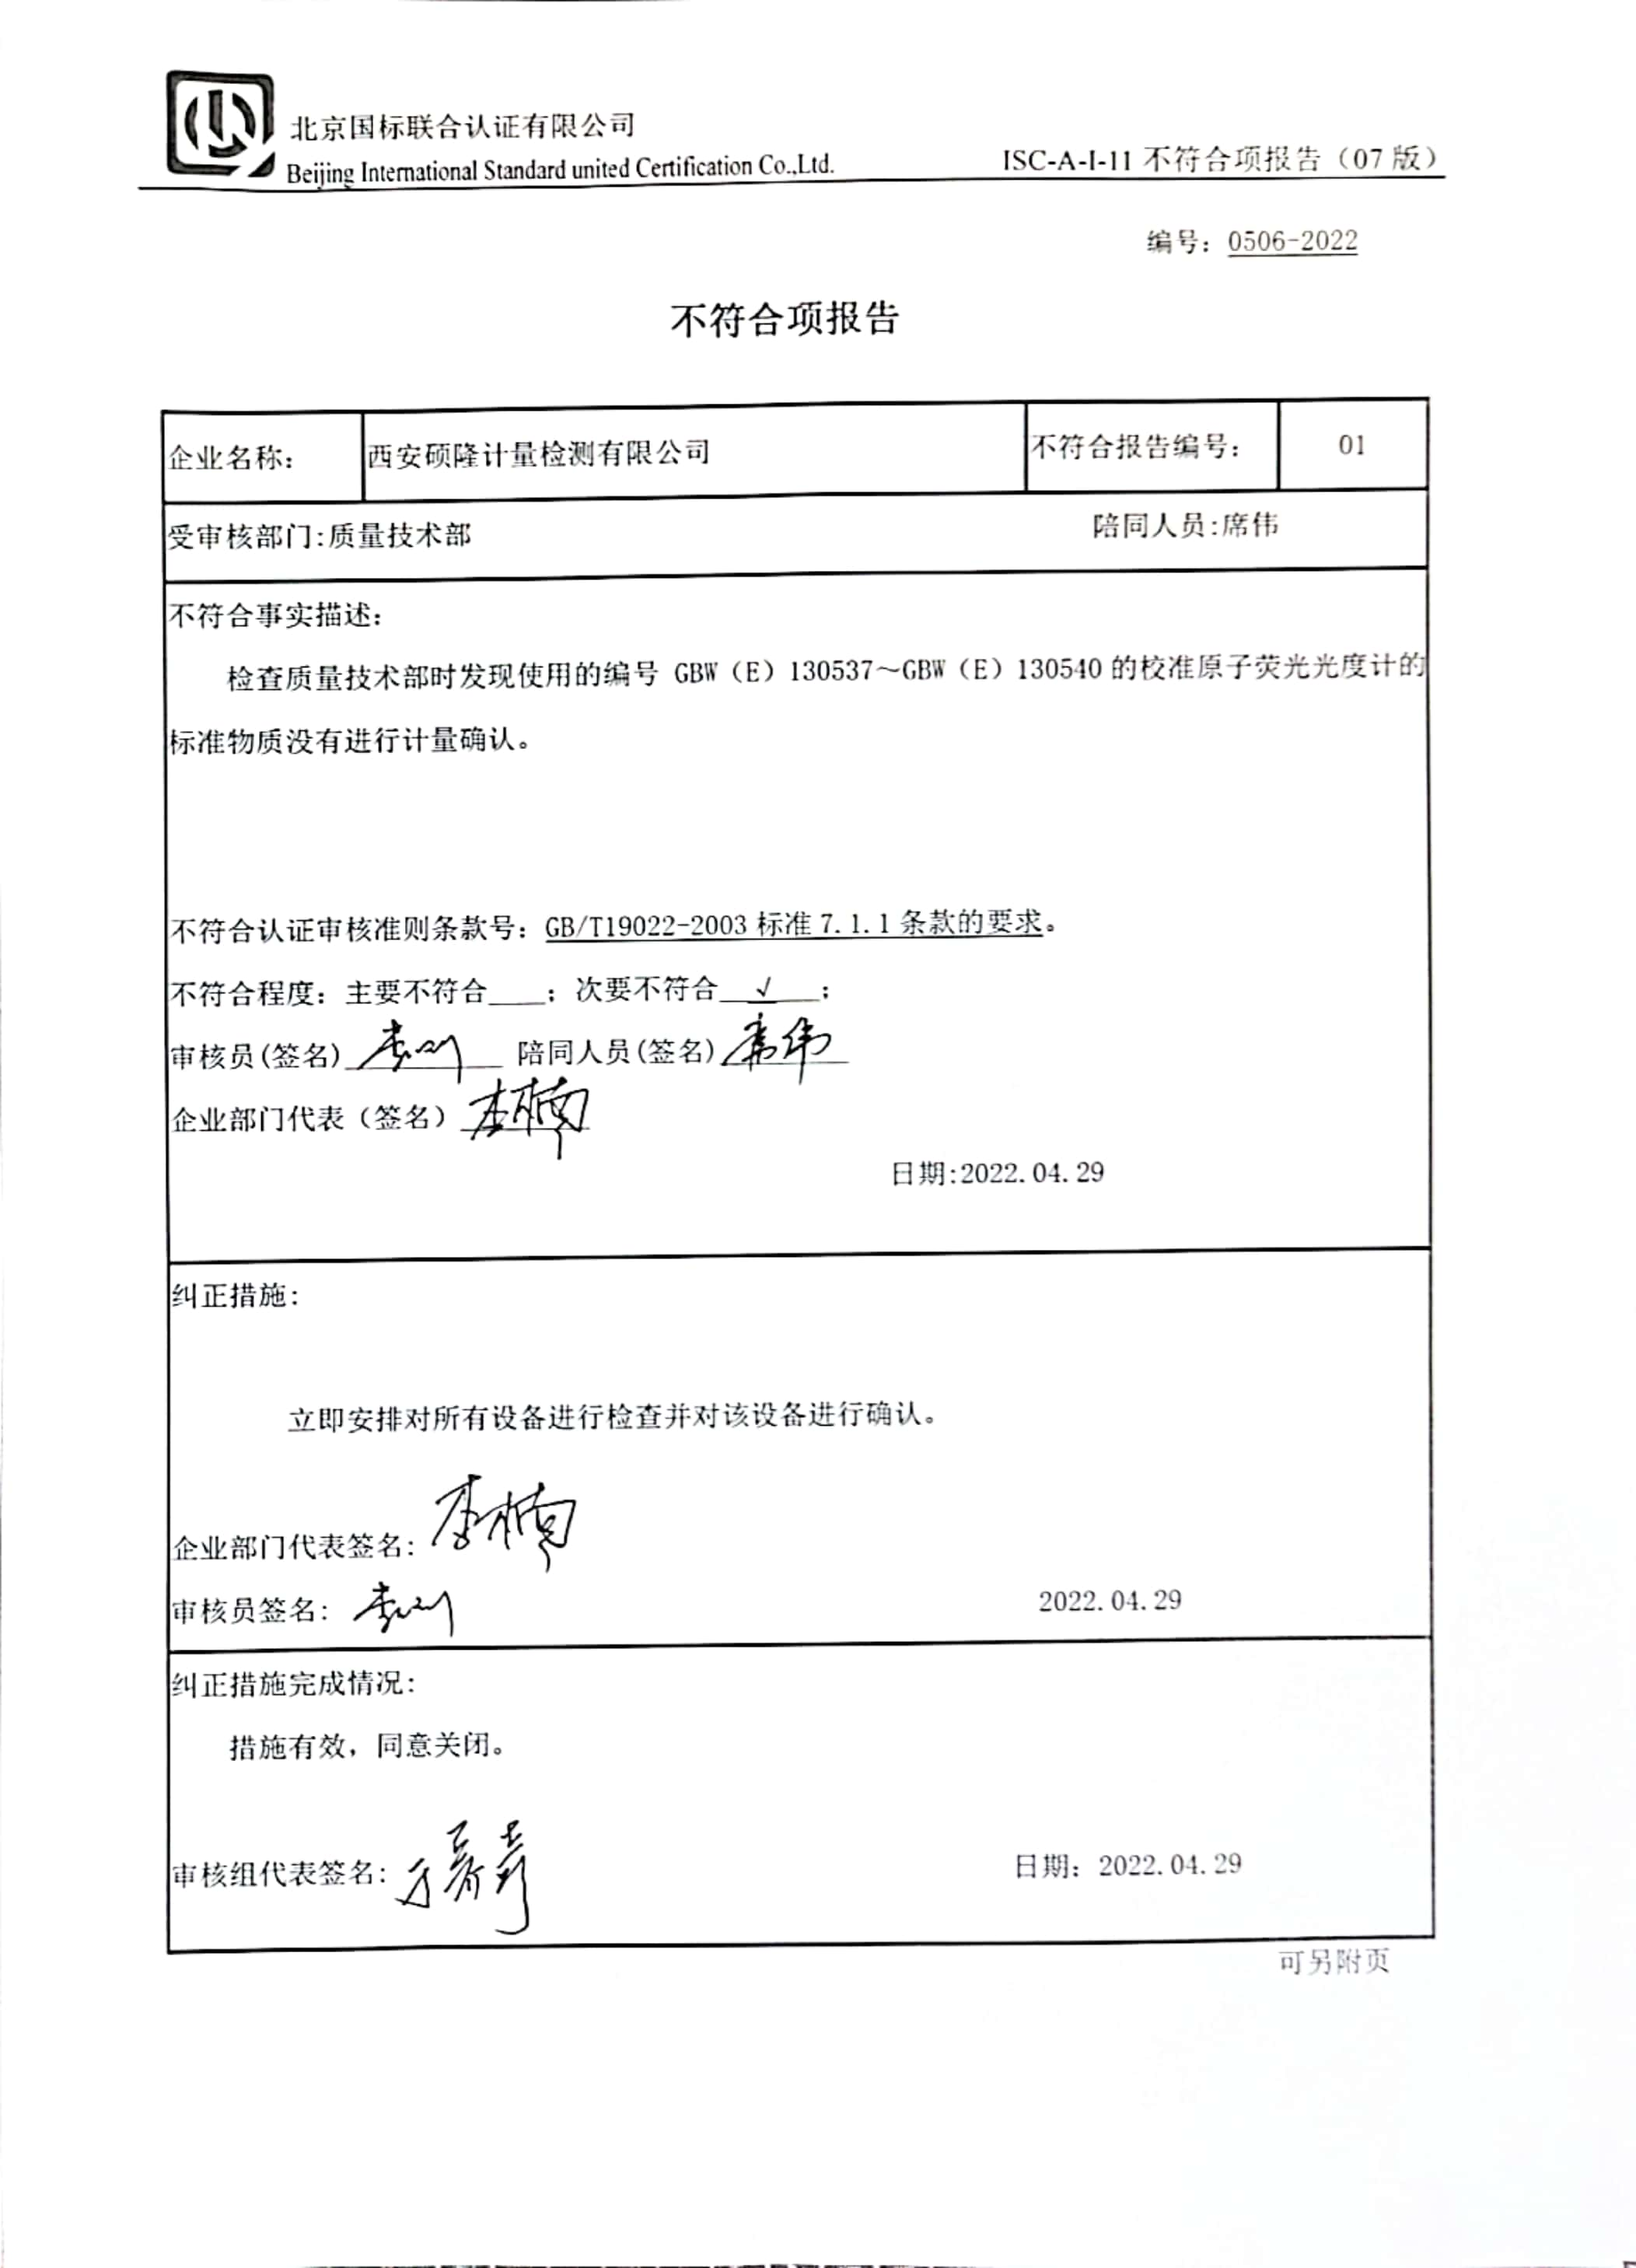 北京国标联合认证有限公司
Beijing International Standard united Certification Co.,Ltd.
ISC-A-I-11 不符合项报告（07 版）
编号：0506-2022
不符合项报告
企业名称： 西安硕隆计量检测有限公司 不符合报告编号： 01
受审核部门:质量技术部 陪同人员:席伟
不符合事实描述：
检查质量技术部时发现使用的编号 GBW（E）130537～GBW（E）130540 的校准原子荧光光度计的
标准物质没有进行计量确认。
不符合认证审核准则条款号：GB/T19022-2003 标准 7.1.1 条款的要求。
不符合程度：主要不符合____；次要不符合__√__；
审核员(签名) 陪同人员(签名) 席伟
企业部门代表（签名）李楠
日期:2022.04.29
纠正措施：
立即安排对所有设备进行检查并对该设备进行确认。
企业部门代表签名：李楠
审核员签名：
2022.04.29
纠正措施完成情况：
措施有效，同意关闭。
审核组代表签名：
日期：2022.04.29
可另附页